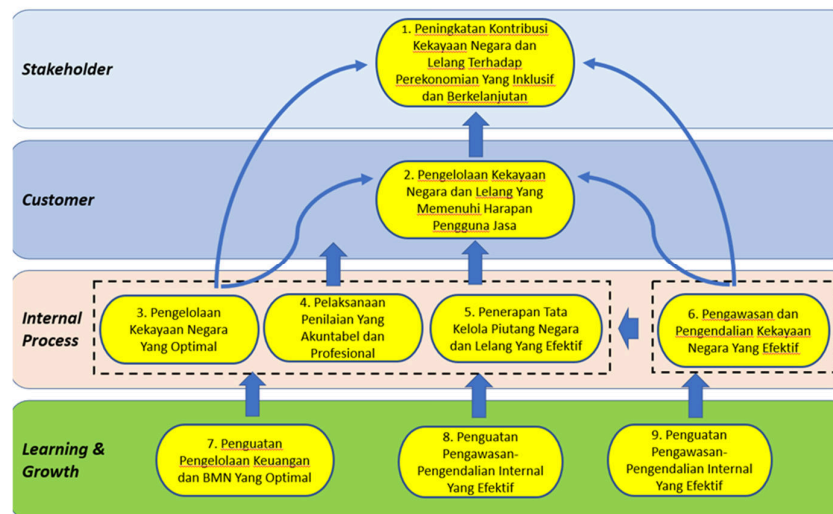 Stakeholder
1. Peningkatan Kontribusi
Kekayaan Negara dan
Lelang Terhadap
Perekonomian Yang Inklusif
dan Berkelanjutan
Customer
2. Pengelolaan Kekayaan
Negara dan Lelang Yang
Memenuhi Harapan
Pengguna Jasa
Internal
Process
3. Pengelolaan
Kekayaan Negara
Yang Optimal
4. Pelaksanaan
Penilaian Yang
Akuntabel dan
Profesional
5. Penerapan Tata
Kelola Piutang Negara
dan Lelang Yang Efektif
6. Pengawasan dan
Pengendalian Kekayaan
Negara Yang Efektif
Learning &
Growth
7. Penguatan
Pengelolaan Keuangan
dan BMN Yang Optimal
8. Penguatan
Pengawasan-
Pengendalian Internal
Yang Efektif
9. Penguatan
Pengawasan-
Pengendalian Internal
Yang Efektif